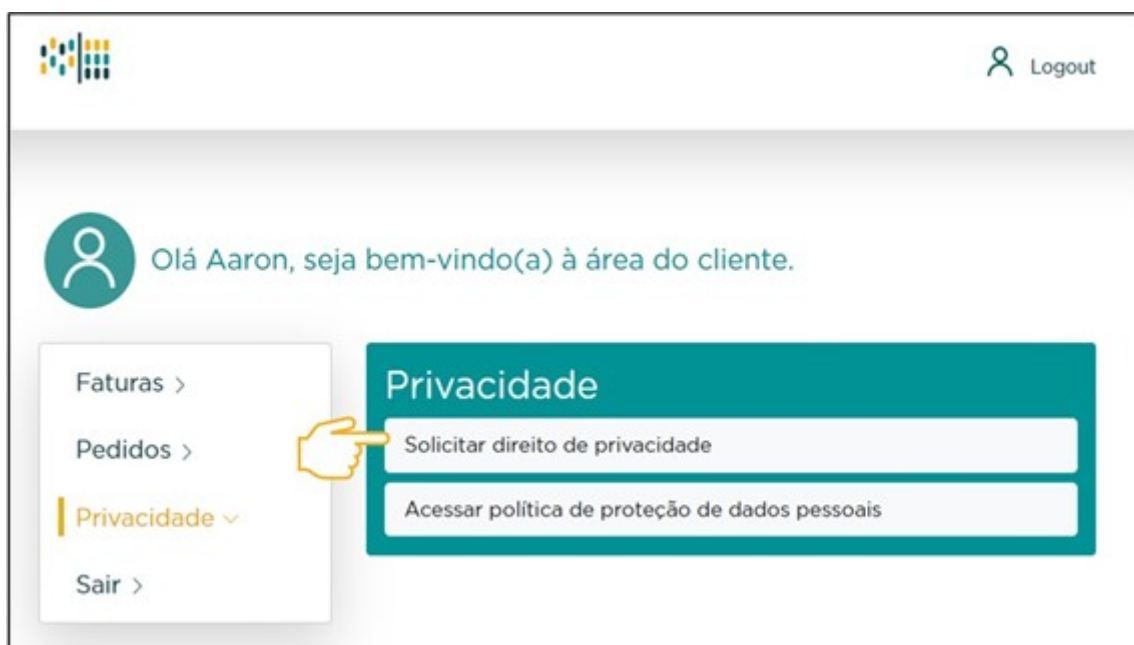 Logout
Olá Aaron, seja bem-vindo(a) à área do cliente.
Faturas >
Pedidos >
Privacidade
Sair >
Privacidade
Solicitar direito de privacidade
Acessar política de proteção de dados pessoais